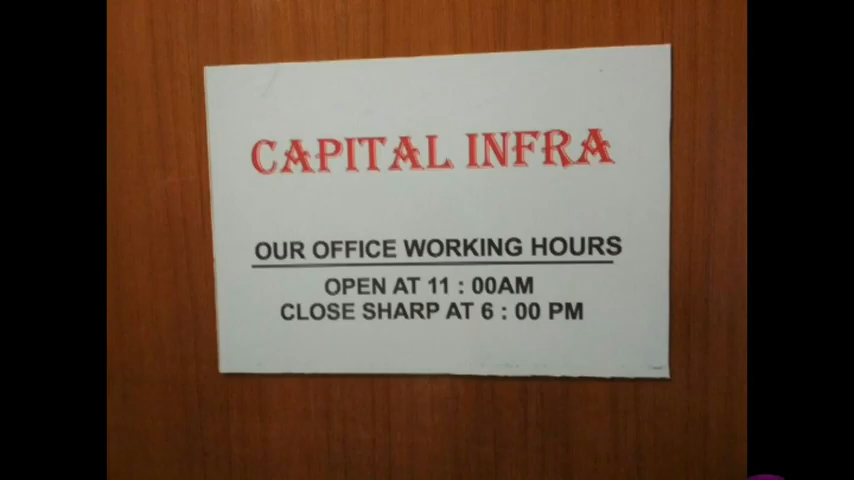 CAPITAL INFRA
OUR OFFICE WORKING HOURS
OPEN AT 11 : 00AM
CLOSE SHARP AT 6 : 00 PM